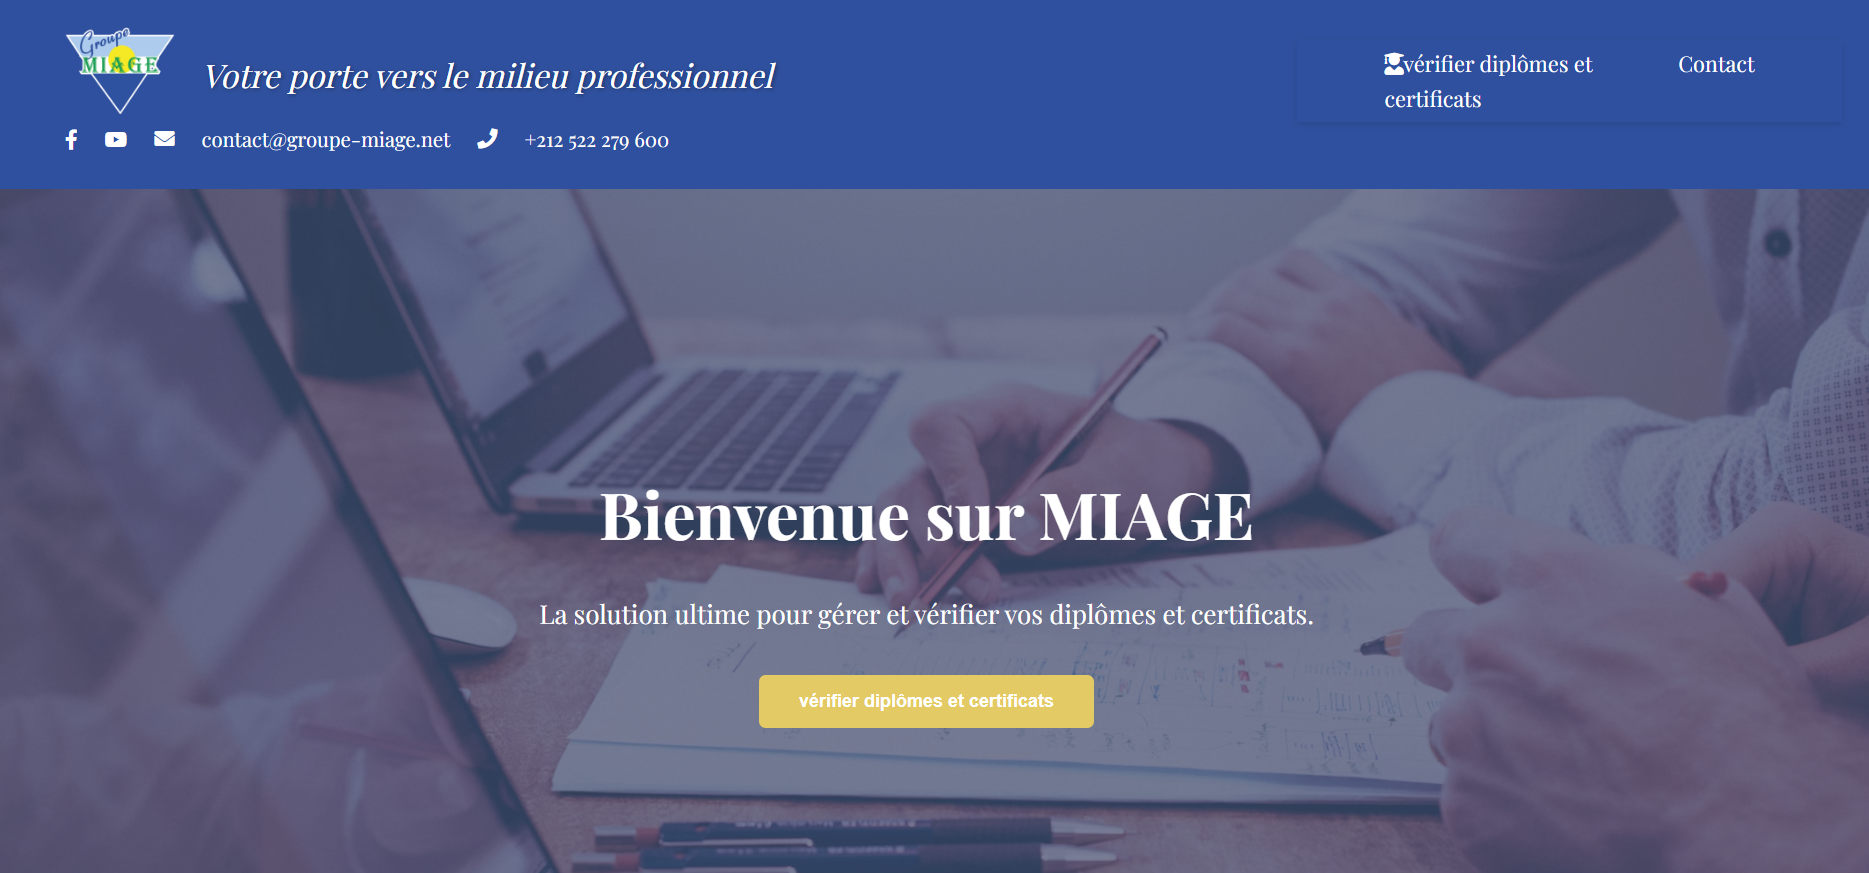 Groupe
MIAGE
Votre porte vers le milieu professionnel
vérifier diplômes et
certificats
Contact
contact@groupe-miage.net
+212 522 279 600
Bienvenue sur MIAGE
La solution ultime pour gérer et vérifier vos diplômes et certificats.
vérifier diplômes et certificats